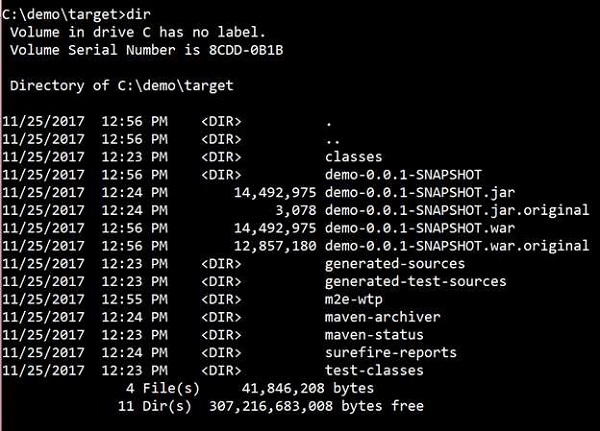 C:\demo\target>dir
 Volume in drive C has no label.
 Volume Serial Number is 8CDD-0B1B

 Directory of C:\demo\target

11/25/2017  12:56 PM    <DIR>          .
11/25/2017  12:56 PM    <DIR>          ..
11/25/2017  12:23 PM    <DIR>          classes
11/25/2017  12:56 PM    <DIR>          demo-0.0.1-SNAPSHOT
11/25/2017  12:24 PM        14,492,975 demo-0.0.1-SNAPSHOT.jar
11/25/2017  12:24 PM             3,078 demo-0.0.1-SNAPSHOT.jar.original
11/25/2017  12:56 PM        14,492,975 demo-0.0.1-SNAPSHOT.war
11/25/2017  12:56 PM        12,857,180 demo-0.0.1-SNAPSHOT.war.original
11/25/2017  12:23 PM    <DIR>          generated-sources
11/25/2017  12:23 PM    <DIR>          generated-test-sources
11/25/2017  12:55 PM    <DIR>          m2e-wtp
11/25/2017  12:24 PM    <DIR>          maven-archiver
11/25/2017  12:23 PM    <DIR>          maven-status
11/25/2017  12:24 PM    <DIR>          surefire-reports
11/25/2017  12:23 PM    <DIR>          test-classes
               4 File(s)     41,846,208 bytes
              11 Dir(s)  307,216,683,008 bytes free